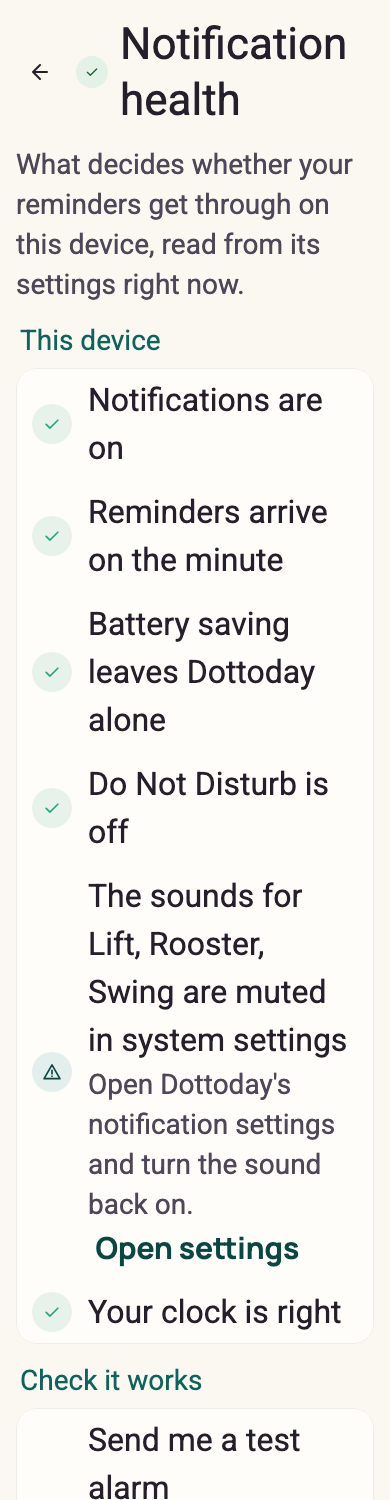 Notification
health
What decides whether your
reminders get through on
this device, read from its
settings right now.
This device
Notifications are
on
Reminders arrive
on the minute
Battery saving
leaves Dottoday
alone
Do Not Disturb is
off
The sounds for
Lift, Rooster,
Swing are muted
in system settings
Open Dottoday's
notification settings
and turn the sound
back on.
Open settings
Your clock is right
Check it works
Send me a test
alarm